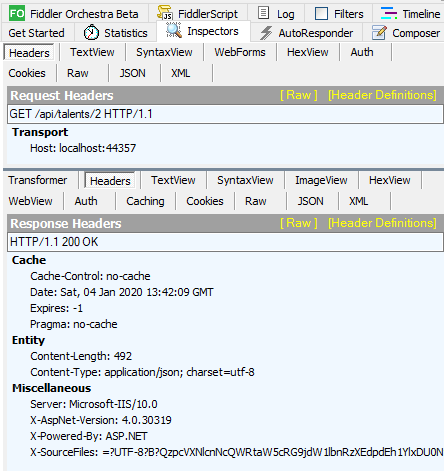 FO Fiddler Orchestra Beta FiddlerScript Log Filters Timeline
Get Started Statistics Inspectors AutoResponder Composer
Headers TextView SyntaxView WebForms HexView Auth
Cookies Raw JSON XML
Request Headers [ Raw ] [Header Definitions]
GET /api/talents/2 HTTP/1.1
Transport
Host: localhost:44357
Transformer Headers TextView SyntaxView ImageView HexView
WebView Auth Caching Cookies Raw JSON XML
Response Headers [ Raw ] [Header Definitions]
HTTP/1.1 200 OK
Cache
Cache-Control: no-cache
Date: Sat, 04 Jan 2020 13:42:09 GMT
Expires: -1
Pragma: no-cache
Entity
Content-Length: 492
Content-Type: application/json; charset=utf-8
Miscellaneous
Server: Microsoft-IIS/10.0
X-AspNet-Version: 4.0.30319
X-Powered-By: ASP.NET
X-SourceFiles: =?UTF-8?B?QzpcVXNlcnNcQWRtaW5cRG9jdW1lbnRzXEdpdEh1YlxDU0N